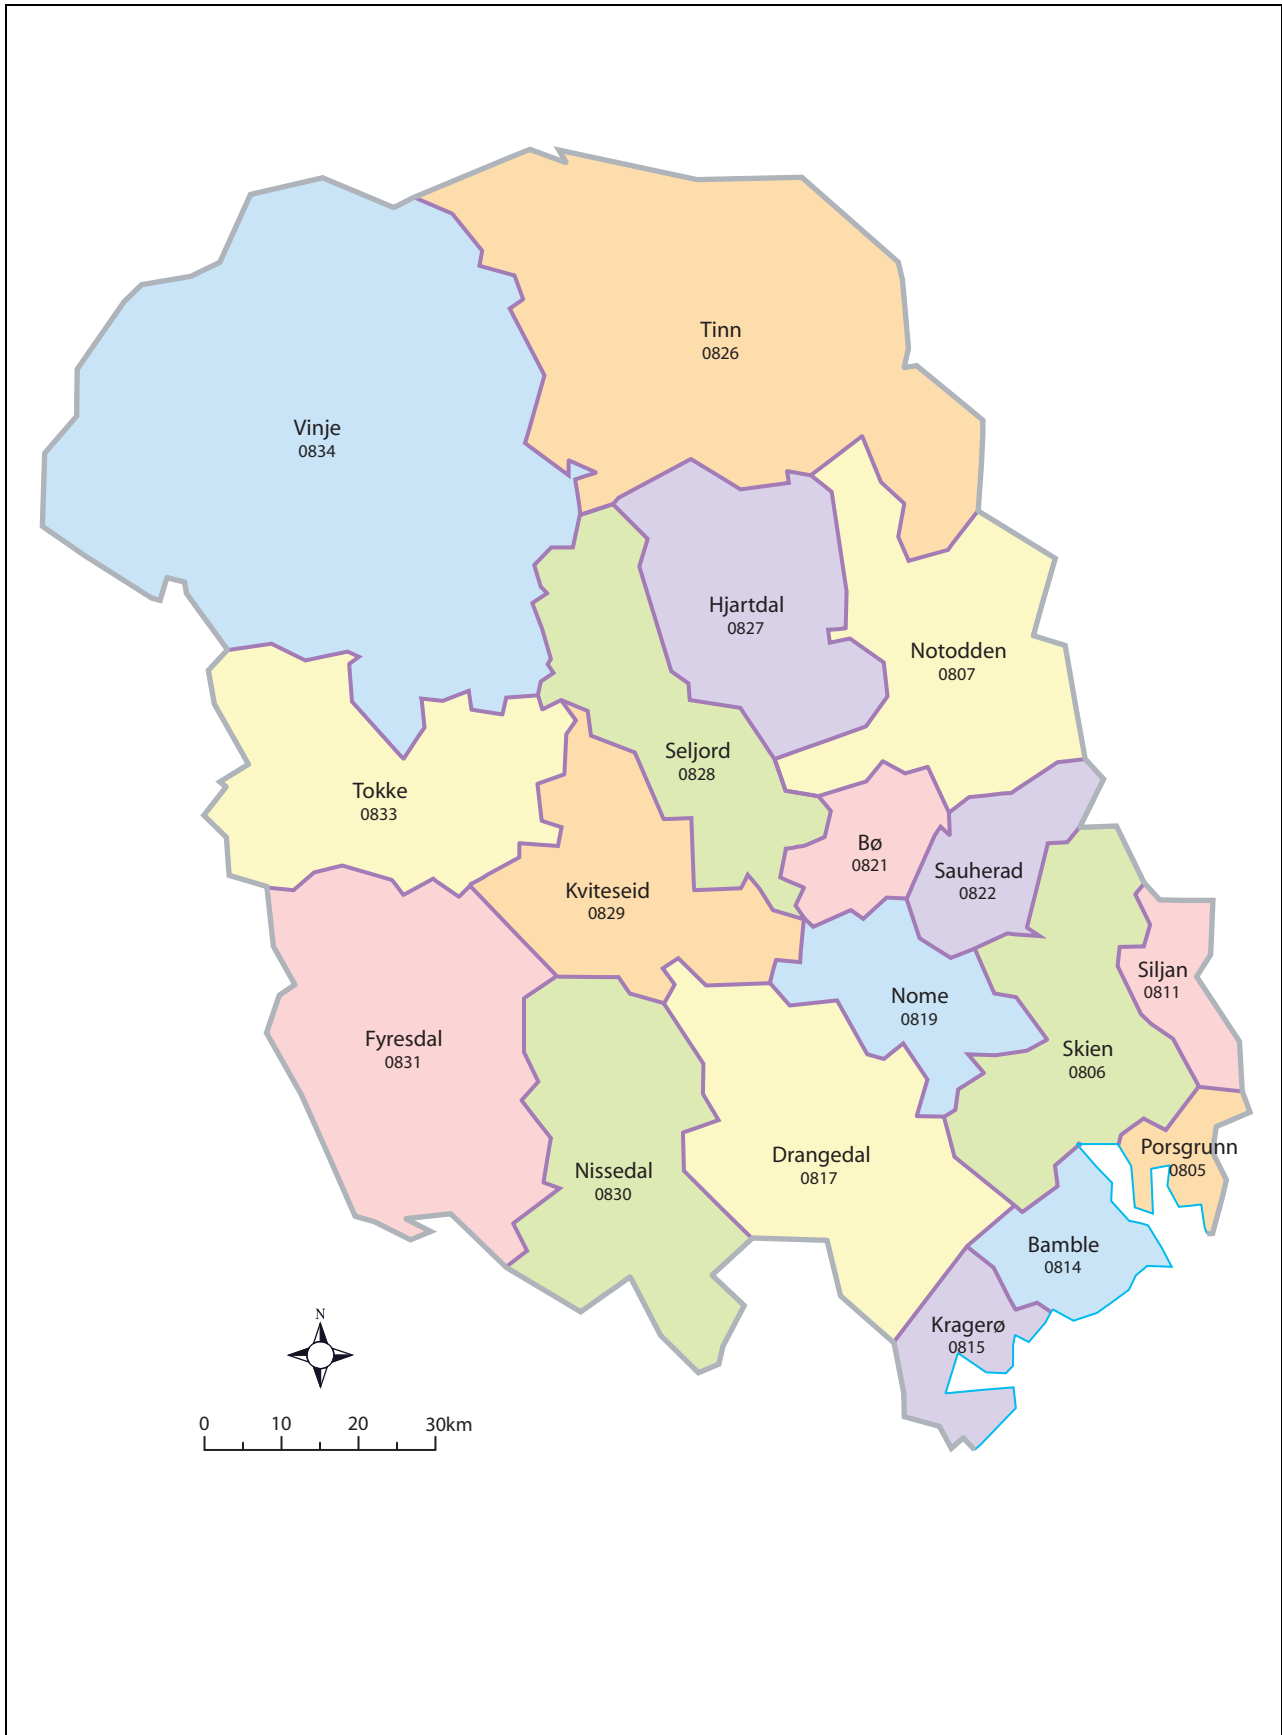 Tinn
0826
Vinje
0834
Hjartdal
0827
Notodden
0807
Seljord
0828
Tokke
0833
Bø
0821
Sauherad
0822
Kviteseid
0829
Siljan
0811
Nome
0819
Fyresdal
0831
Skien
0806
Porsgrunn
0805
Drangedal
0817
Nissedal
0830
Bamble
0814
Kragerø
0815
N
0 10 20 30km